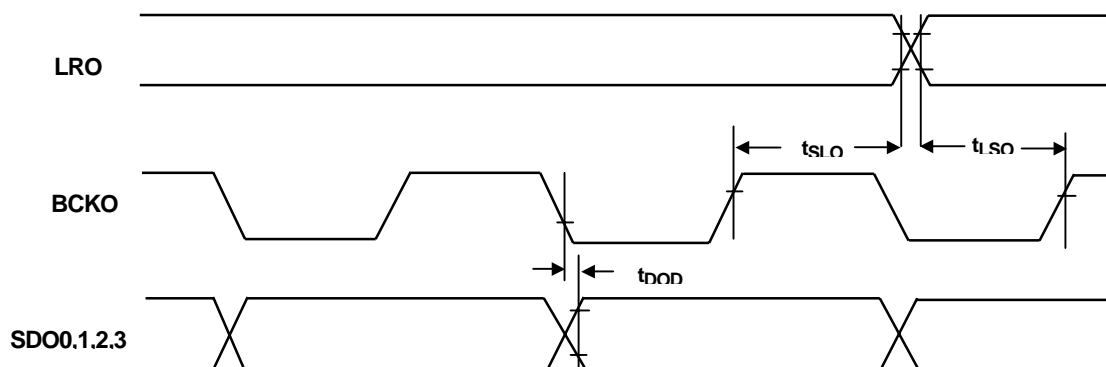 LRO
tSLO
tLSO
BCKO
tDOD
SDO0,1,2,3